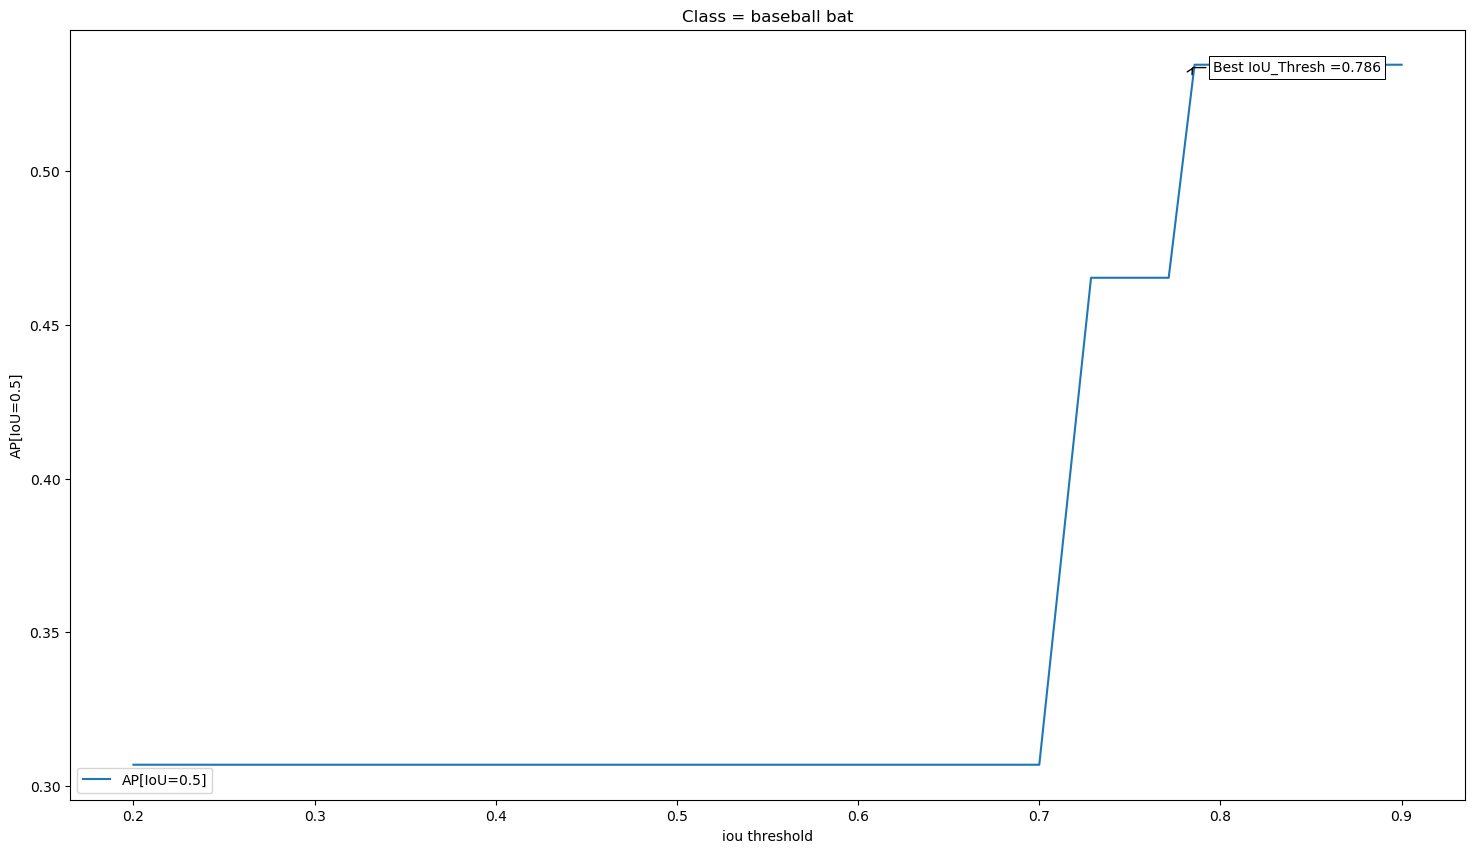 Class = baseball bat
Best IoU_Thresh =0.786
0.50
0.45
0.40
0.35
0.30
AP[IoU=0.5]
AP[IoU=0.5]
0.2 0.3 0.4 0.5 0.6 0.7 0.8 0.9
iou threshold